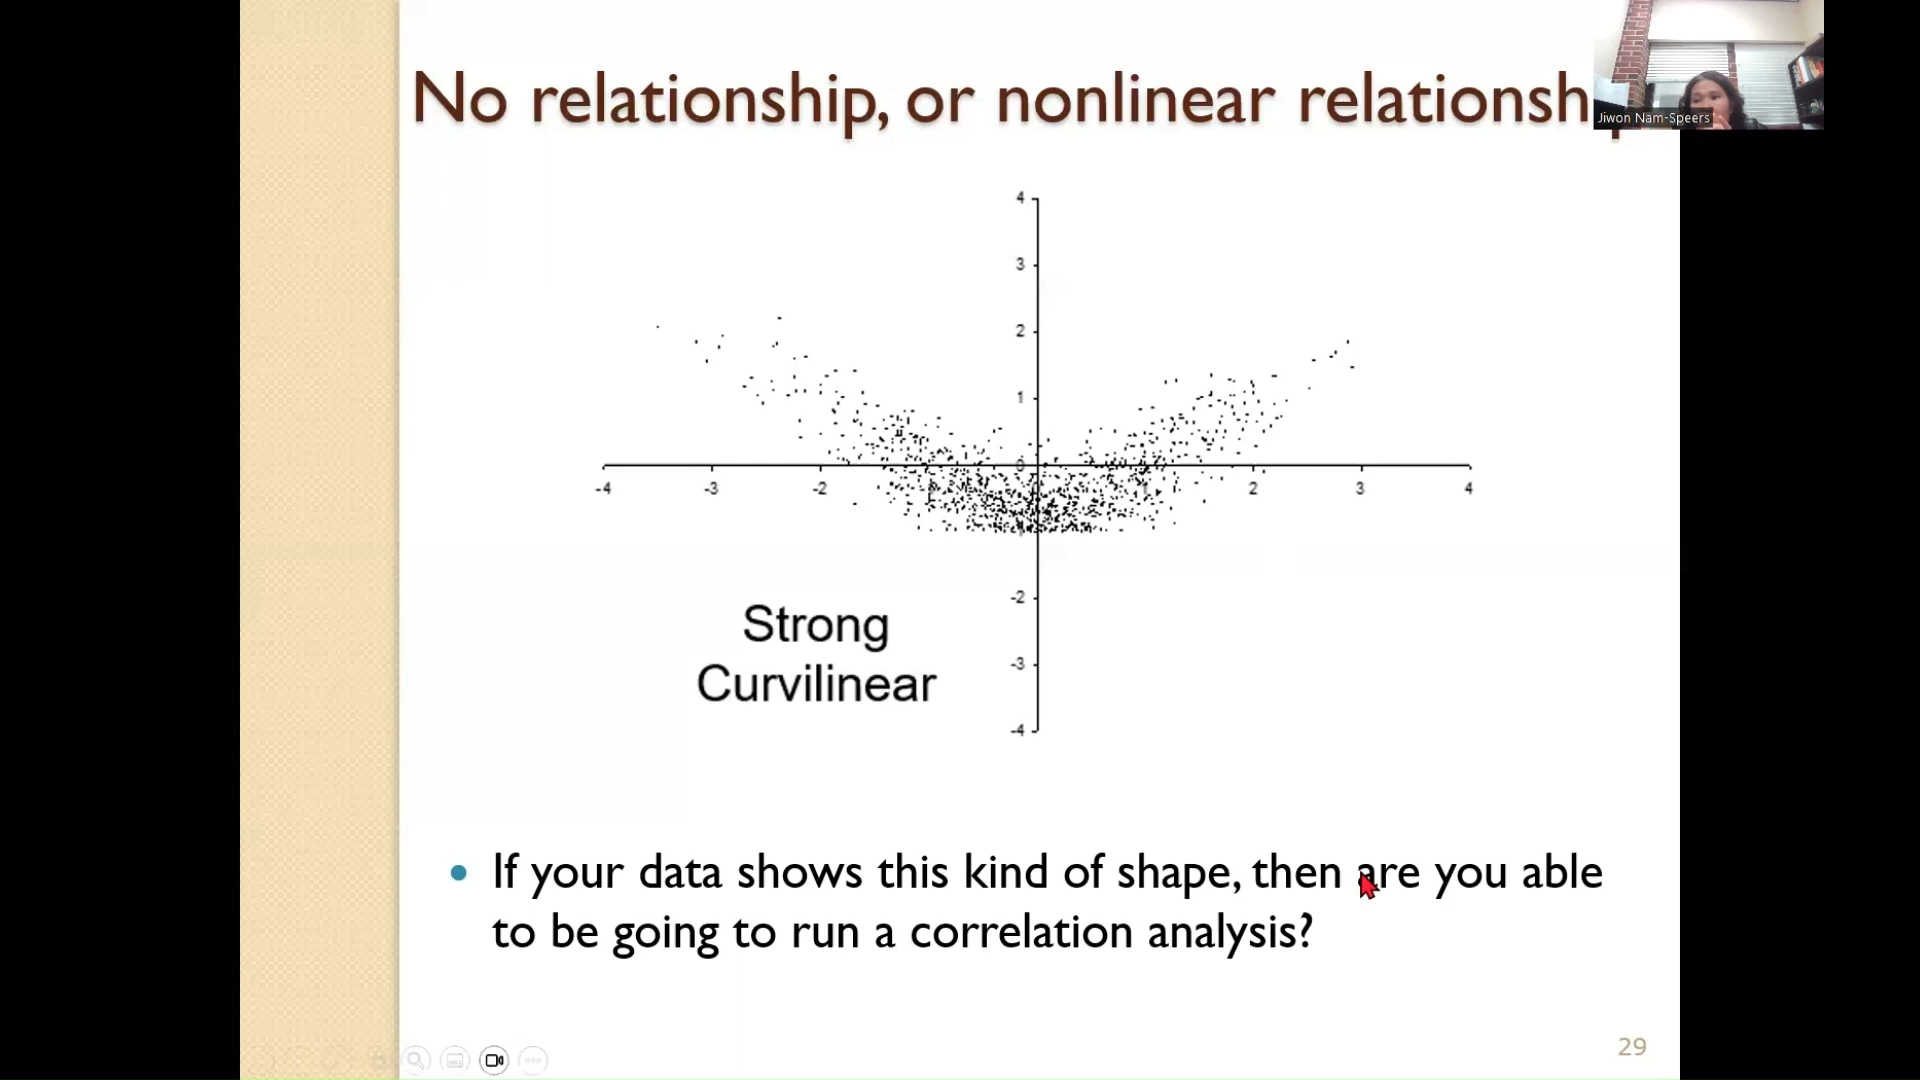 No relationship, or nonlinear relationsh
Jiwon Nam-Speers
4
3
2
1
0
-4 -3 -2 2 3 4
-2
-3
-4
Strong
Curvilinear
If your data shows this kind of shape, then are you able
to be going to run a correlation analysis?
29